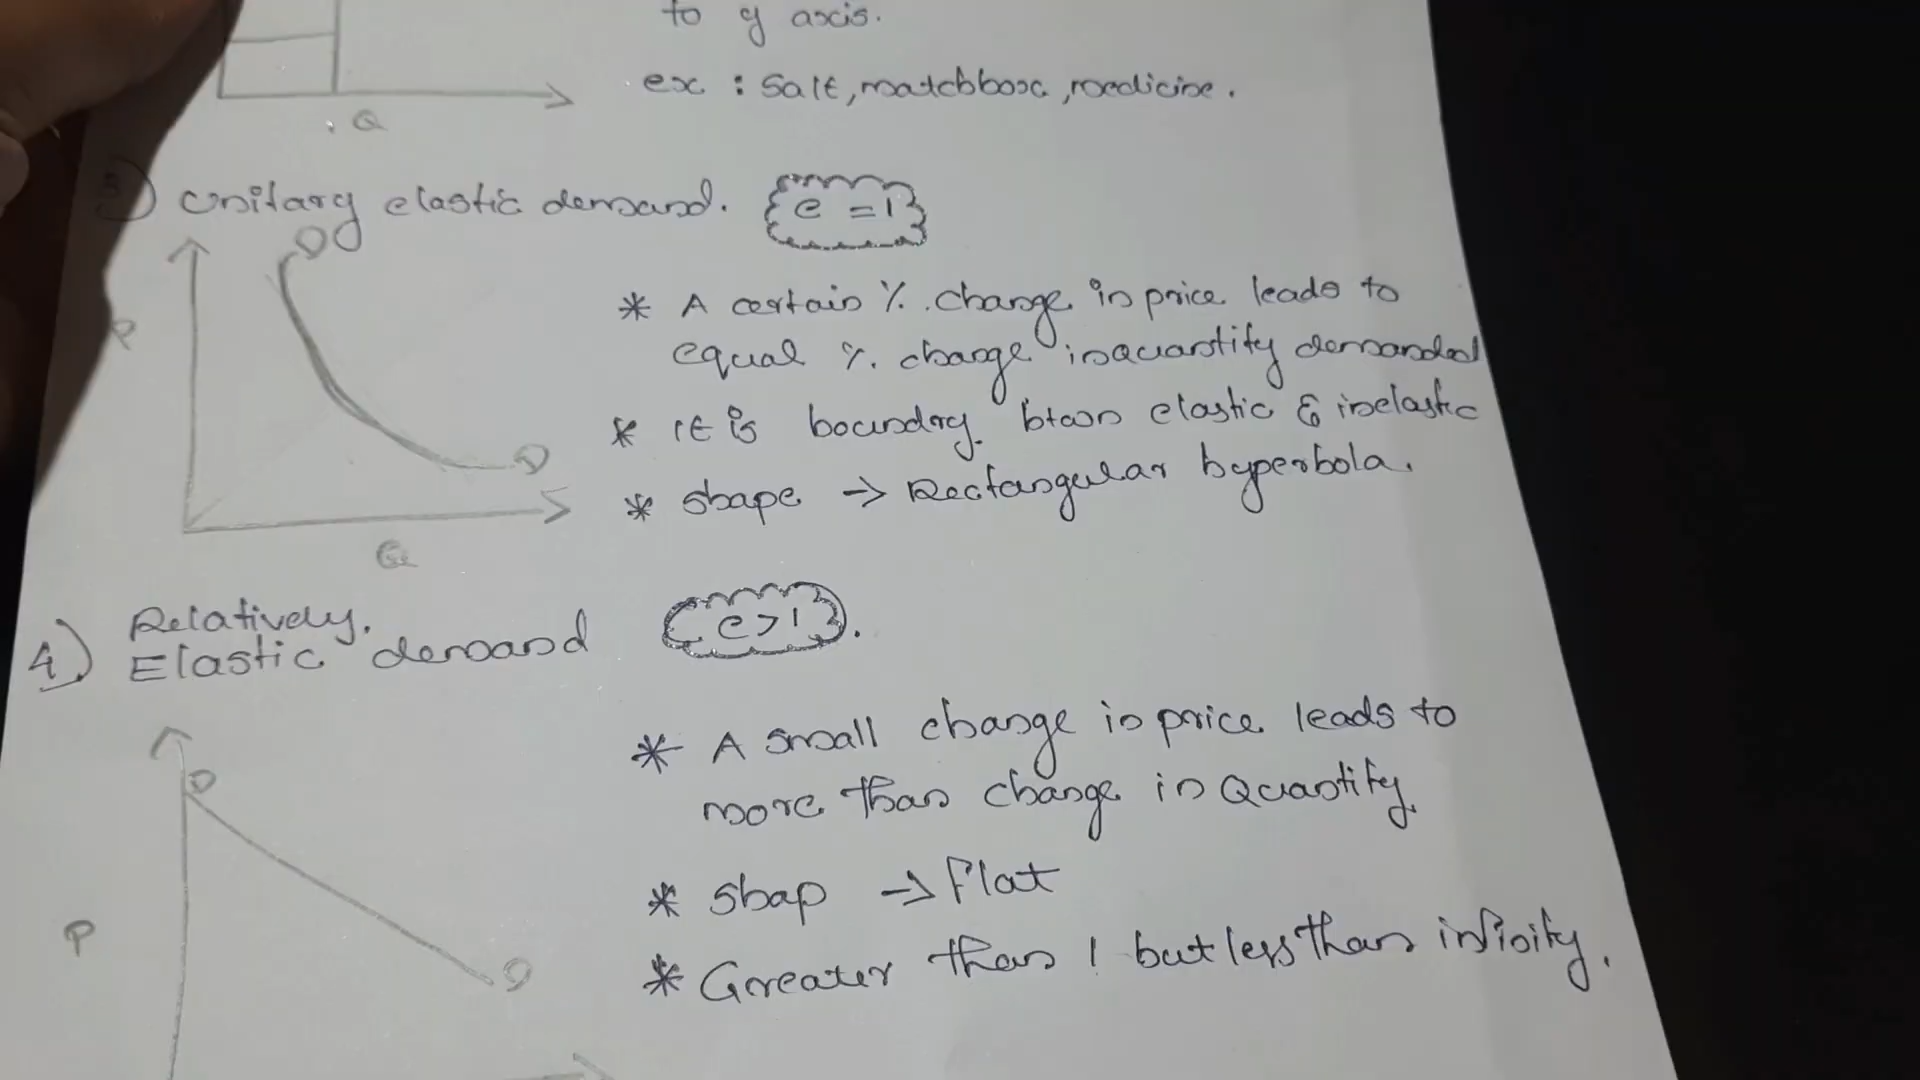 to y axis.
ex : Salt, matchbox, medicine.
Q
3) Unitary elastic demand. e = 1
D
P
* A certain %. change in price leads to
equal %. change in quantity demanded
* It is boundry. btwn elastic & inelastic
* shape -> Rectangular hyperbola.
D
Q
4) Relatively.
Elastic demand e>1.
D
* A small change in price leads to
more than change in Quantity.
* shap -> Flat
P
D
* Greater than 1 but less than infinity.